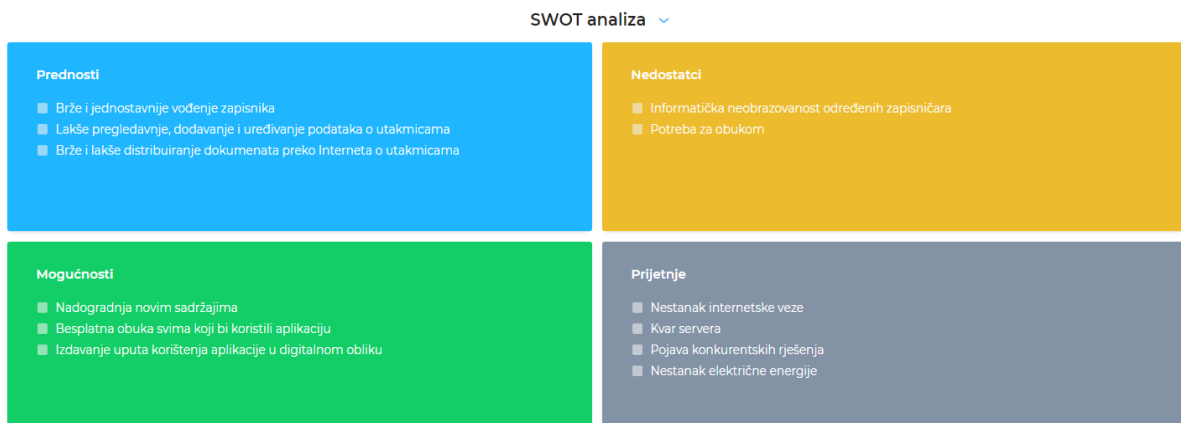 SWOT analiza
Prednosti
Brže i jednostavnije vođenje zapisnika
Lakše pregledavnje, dodavanje i uređivanje podataka o utakmicama
Brže i lakše distribuiranje dokumenata preko Interneta o utakmicama
Nedostatci
Informatička neobrazovanost određenih zapisničara
Potreba za obukom
Mogućnosti
Nadogradnja novim sadržajima
Besplatna obuka svima koji bi koristili aplikaciju
Izdavanje uputa korištenja aplikacije u digitalnom obliku
Prijetnje
Nestanak internetske veze
Kvar servera
Pojava konkurentskih rješenja
Nestanak električne energije